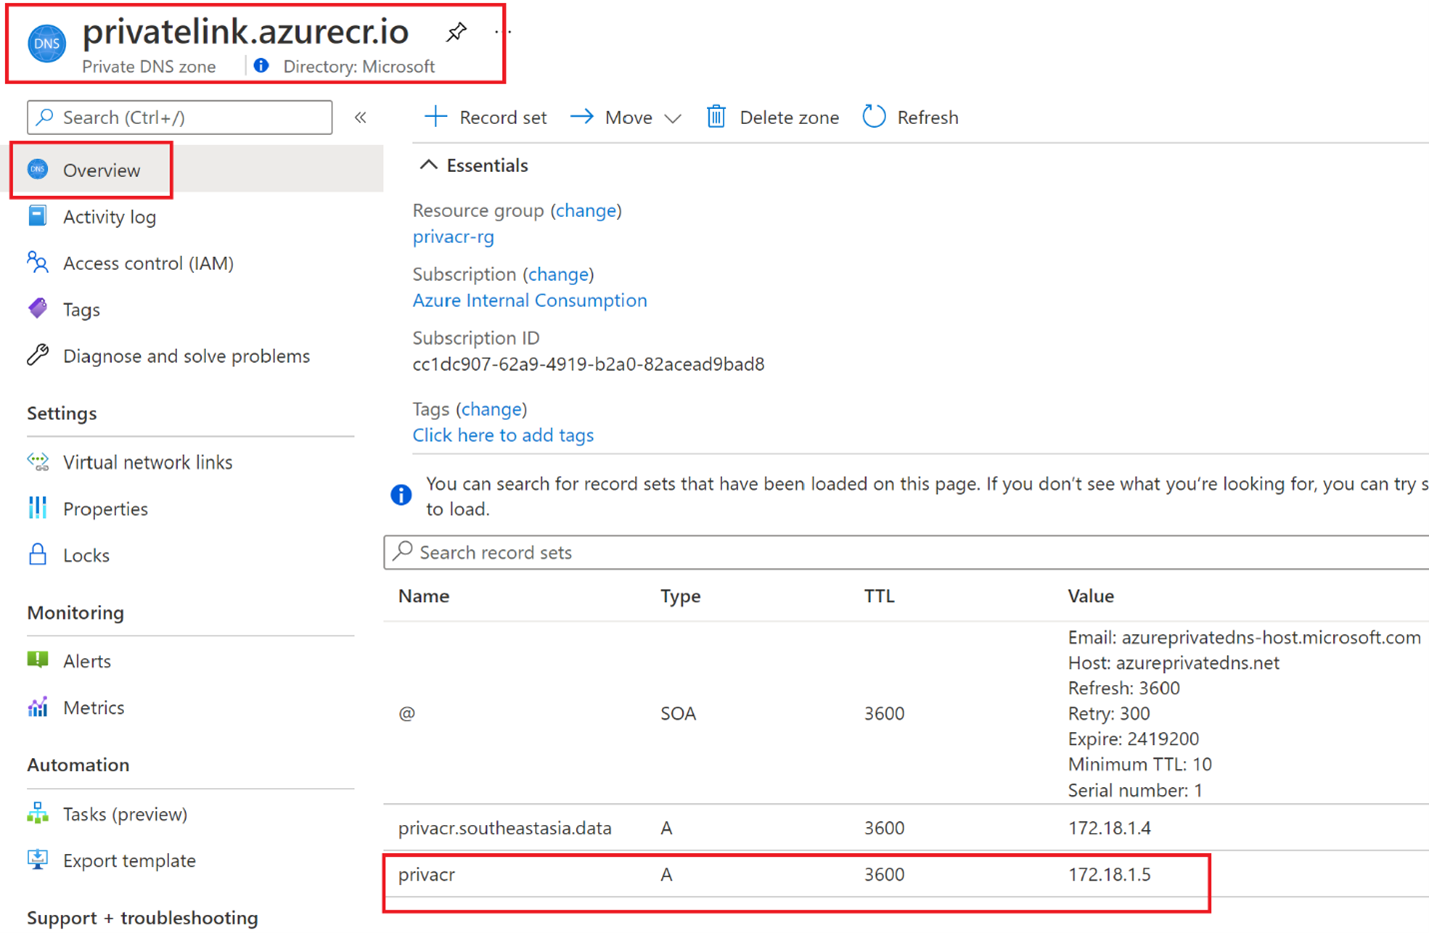 privatelink.azurecr.io
DNS
Private DNS zone
Directory: Microsoft
Search (Ctrl+/)
«
Record set
Move
Delete zone
Refresh
DNS
Overview
Activity log
Access control (IAM)
Tags
Diagnose and solve problems
Settings
Virtual network links
Properties
Locks
Monitoring
Alerts
Metrics
Automation
Tasks (preview)
Export template
Support + troubleshooting
Essentials
Resource group (change)
privacr-rg
Subscription (change)
Azure Internal Consumption
Subscription ID
cc1dc907-62a9-4919-b2a0-82acead9bad8
Tags (change)
Click here to add tags
You can search for record sets that have been loaded on this page. If you don't see what you're looking for, you can try s
to load.
Search record sets
Name Type TTL Value
@ SOA 3600
Email: azureprivatedns-host.microsoft.com
Host: azureprivatedns.net
Refresh: 3600
Retry: 300
Expire: 2419200
Minimum TTL: 10
Serial number: 1
privacr.southeastasia.data A 3600 172.18.1.4
privacr A 3600 172.18.1.5